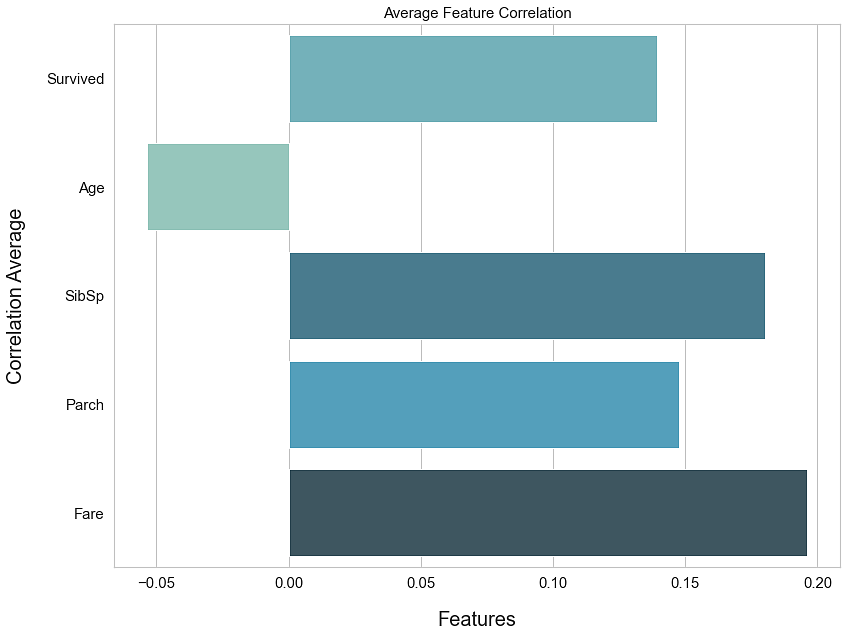 Average Feature Correlation
Correlation Average
Survived
Age
SibSp
Parch
Fare
−0.05 0.00 0.05 0.10 0.15 0.20
Features